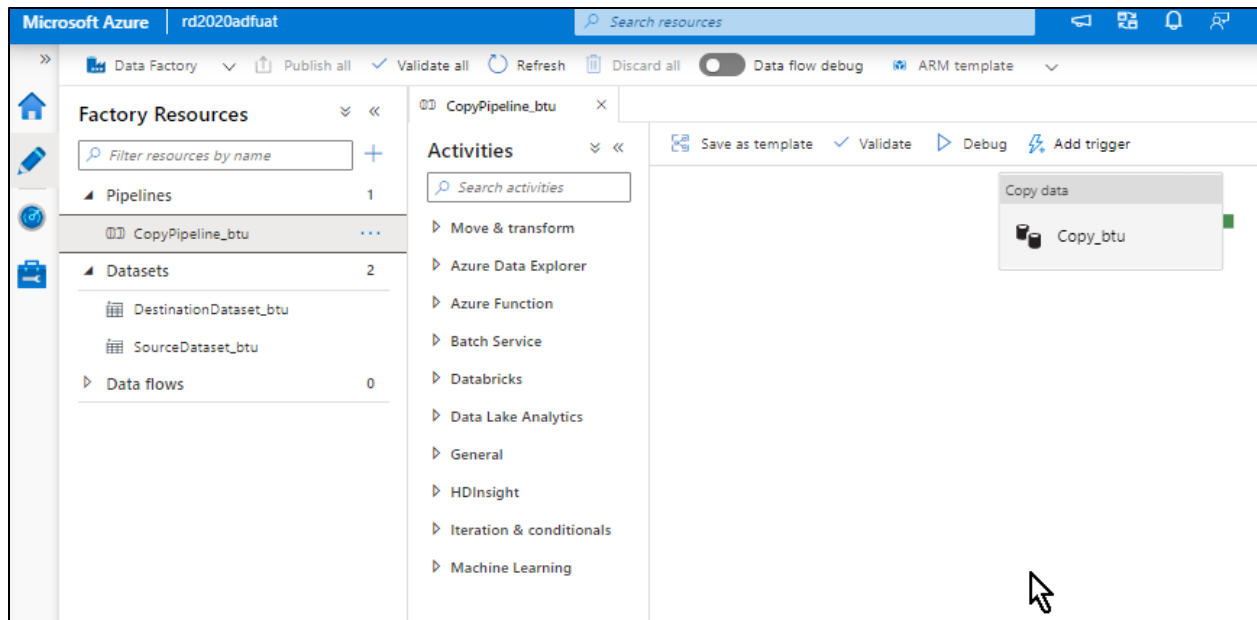 Microsoft Azure rd2020adfuat Search resources
Data Factory Publish all Validate all Refresh Discard all Data flow debug ARM template
Factory Resources
Filter resources by name
Pipelines 1
CopyPipeline_btu
Datasets 2
DestinationDataset_btu
SourceDataset_btu
Data flows 0
CopyPipeline_btu
Activities
Search activities
Move & transform
Azure Data Explorer
Azure Function
Batch Service
Databricks
Data Lake Analytics
General
HDInsight
Iteration & conditionals
Machine Learning
Save as template Validate Debug Add trigger
Copy data
Copy_btu